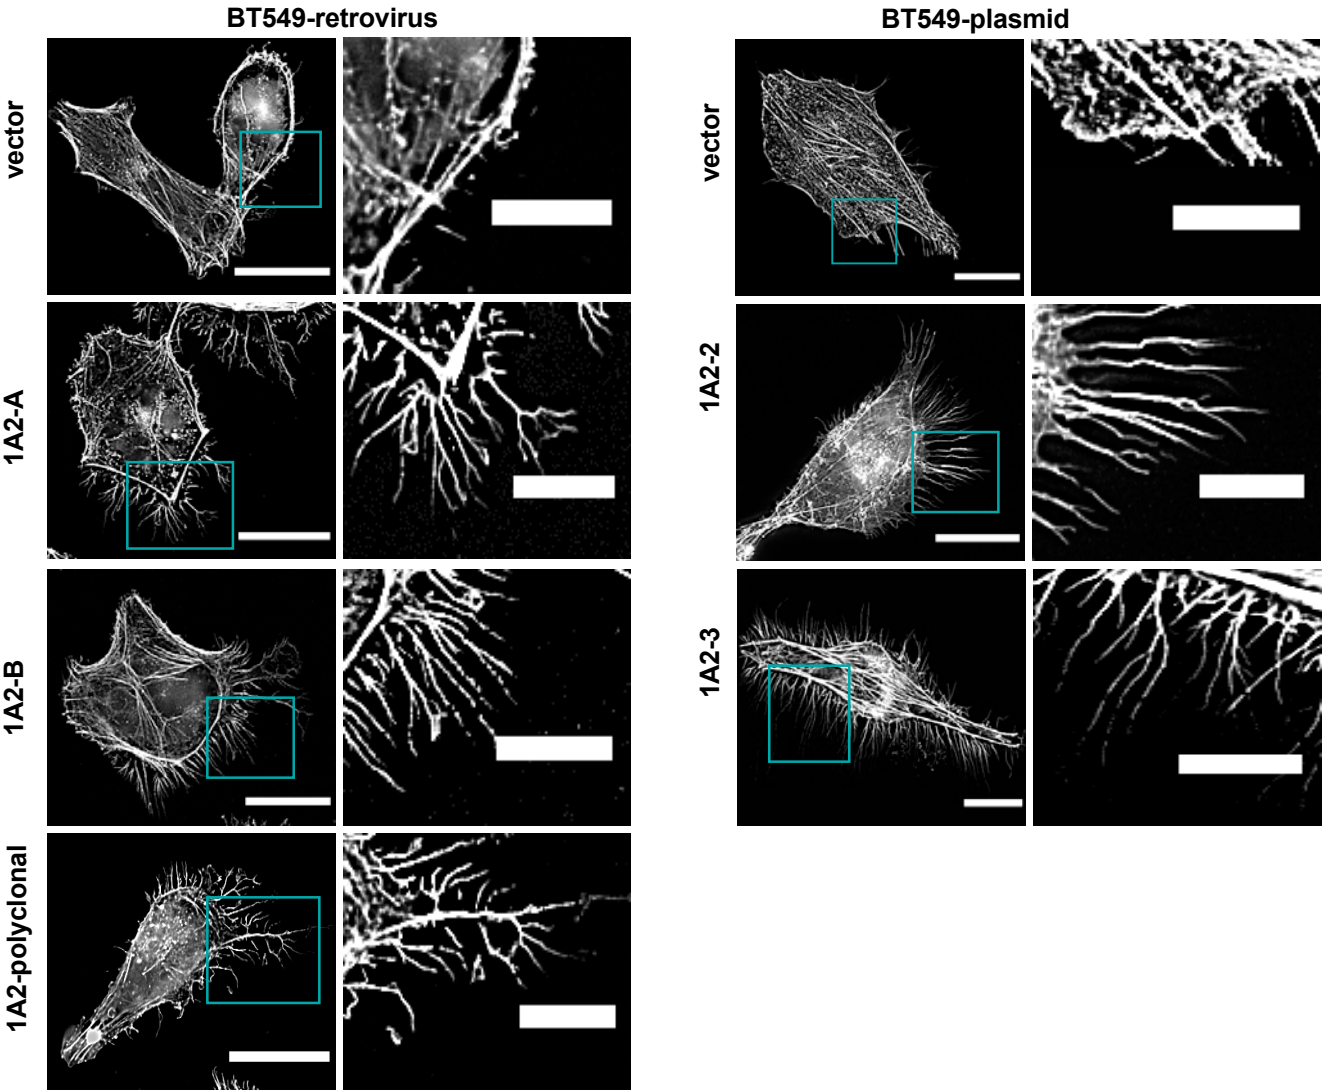 BT549-retrovirus
BT549-plasmid
vector
vector
1A2-A
1A2-2
1A2-B
1A2-3
1A2-polyclonal